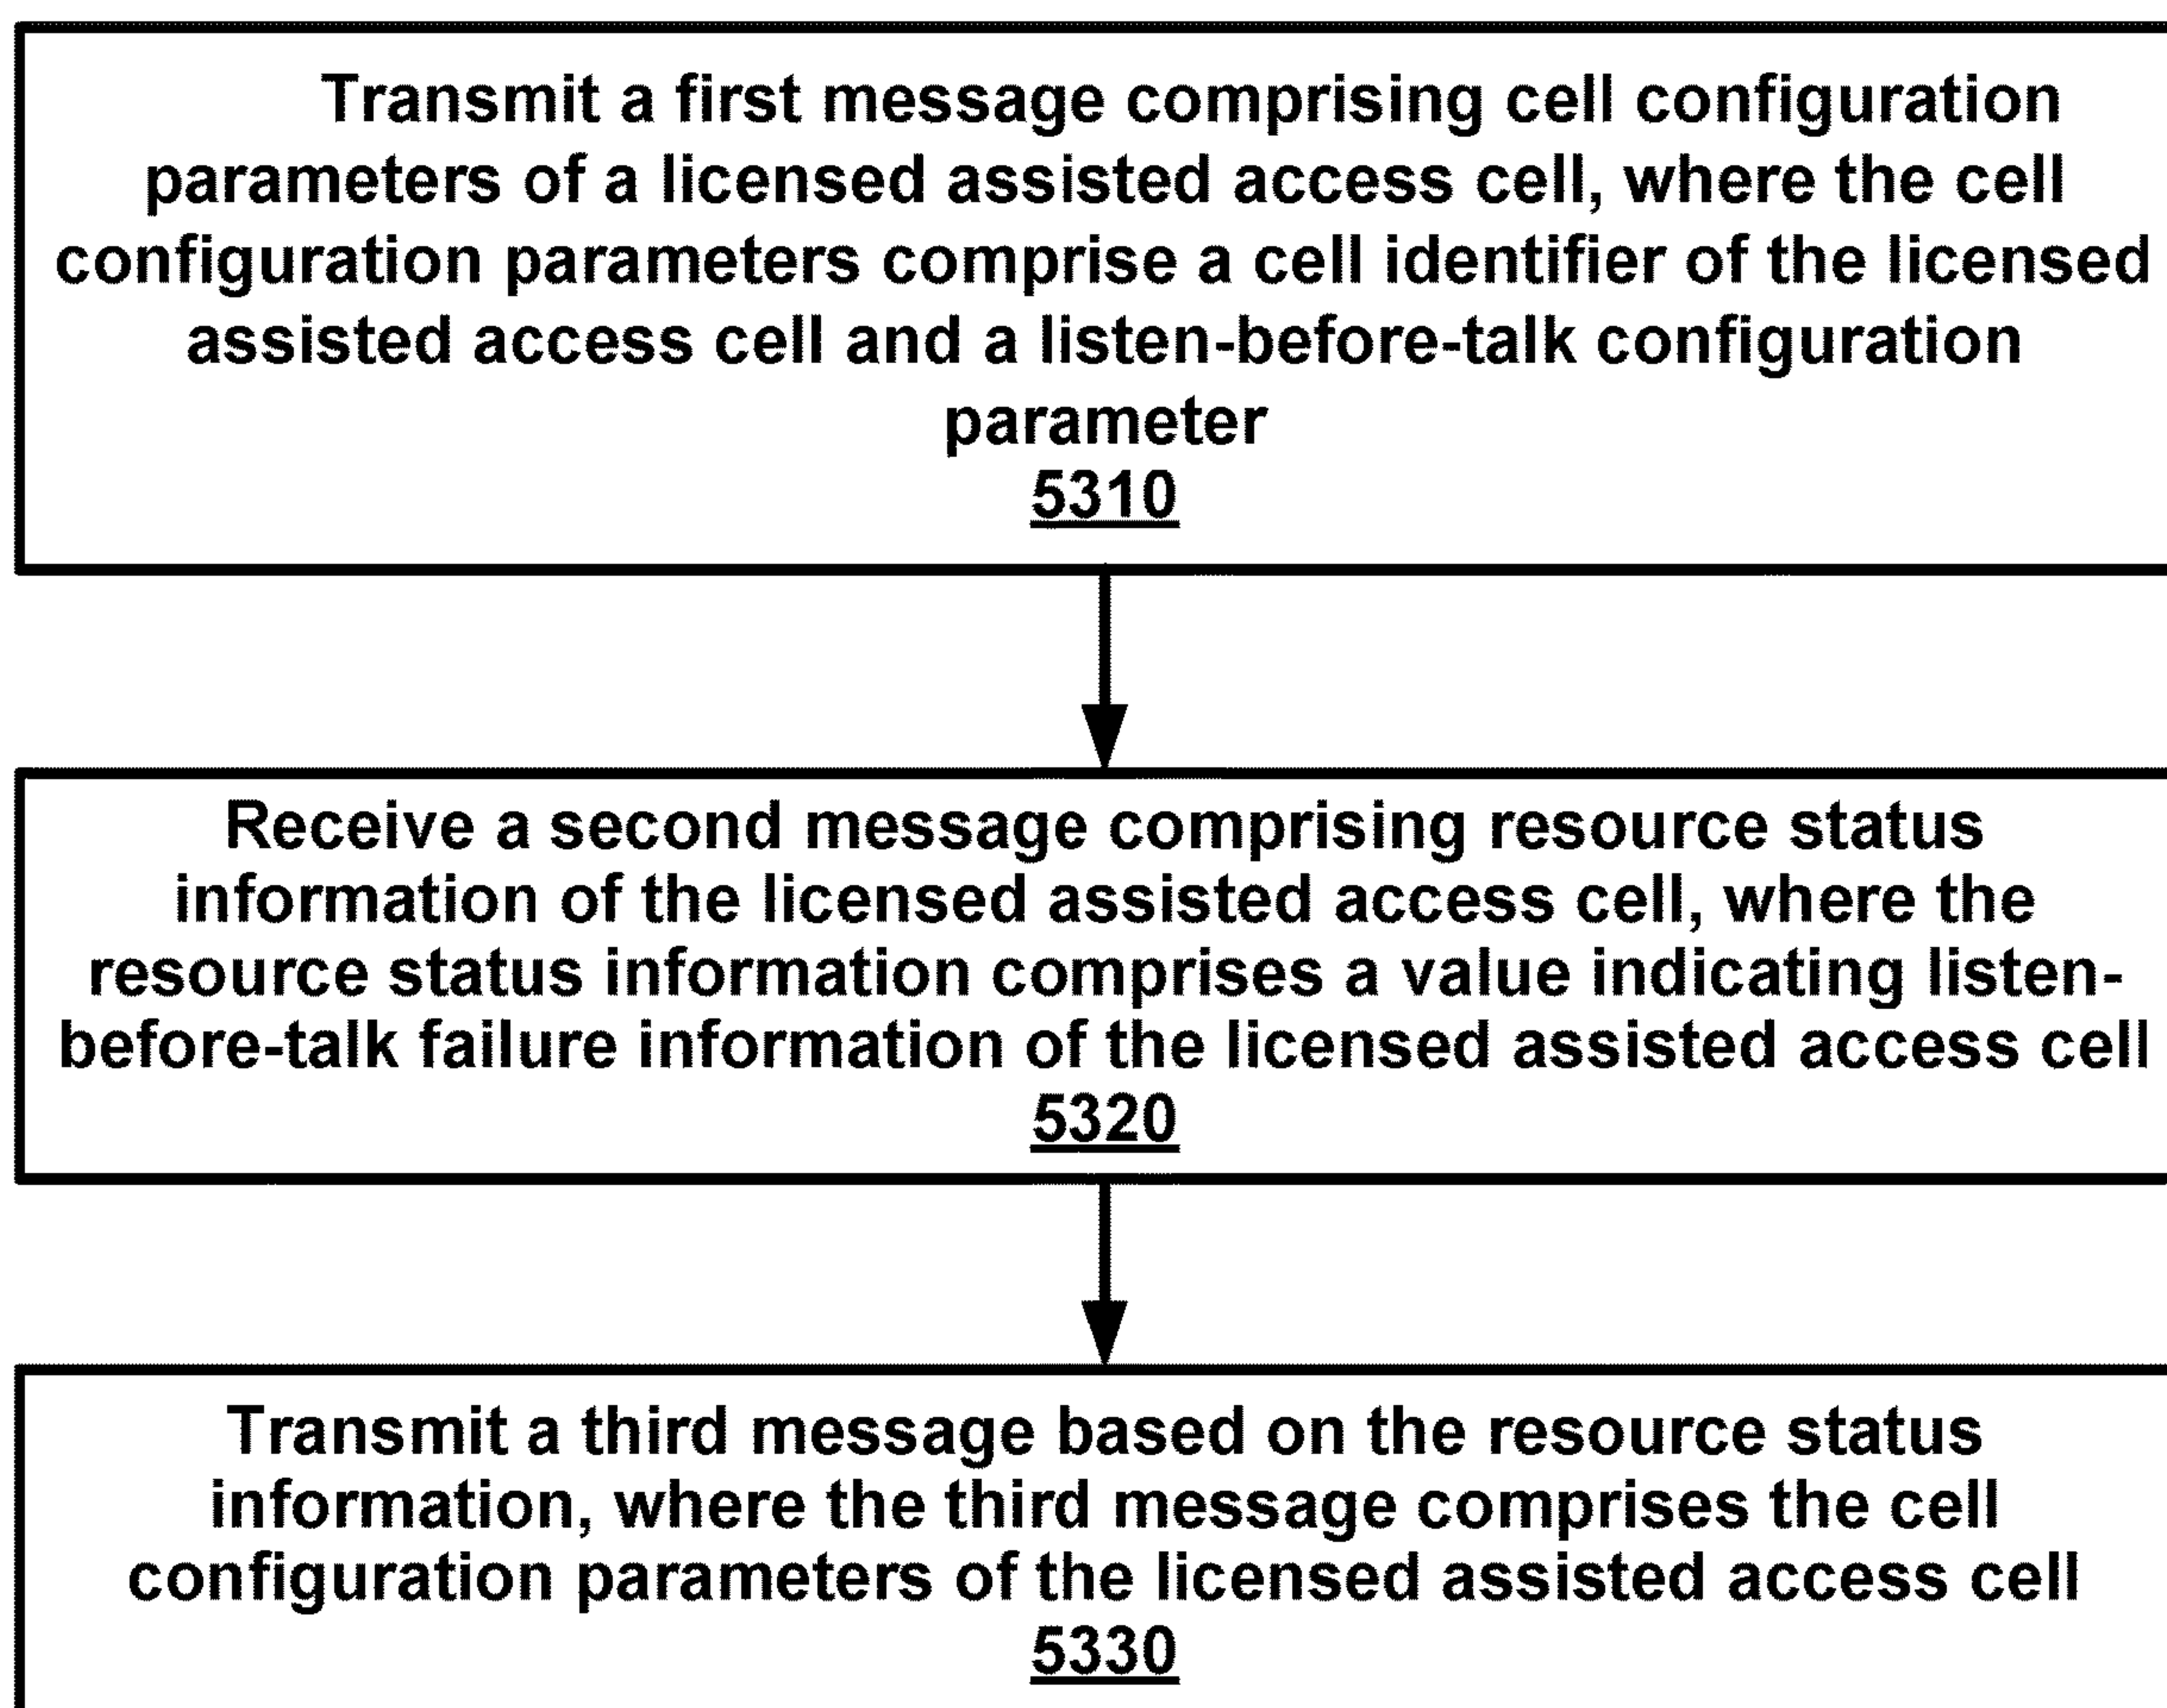 Transmit a first message comprising cell configuration
parameters of a licensed assisted access cell, where the cell
configuration parameters comprise a cell identifier of the licensed
assisted access cell and a listen-before-talk configuration
parameter
5310
Receive a second message comprising resource status
information of the licensed assisted access cell, where the
resource status information comprises a value indicating listen-
before-talk failure information of the licensed assisted access cell
5320
Transmit a third message based on the resource status
information, where the third message comprises the cell
configuration parameters of the licensed assisted access cell
5330